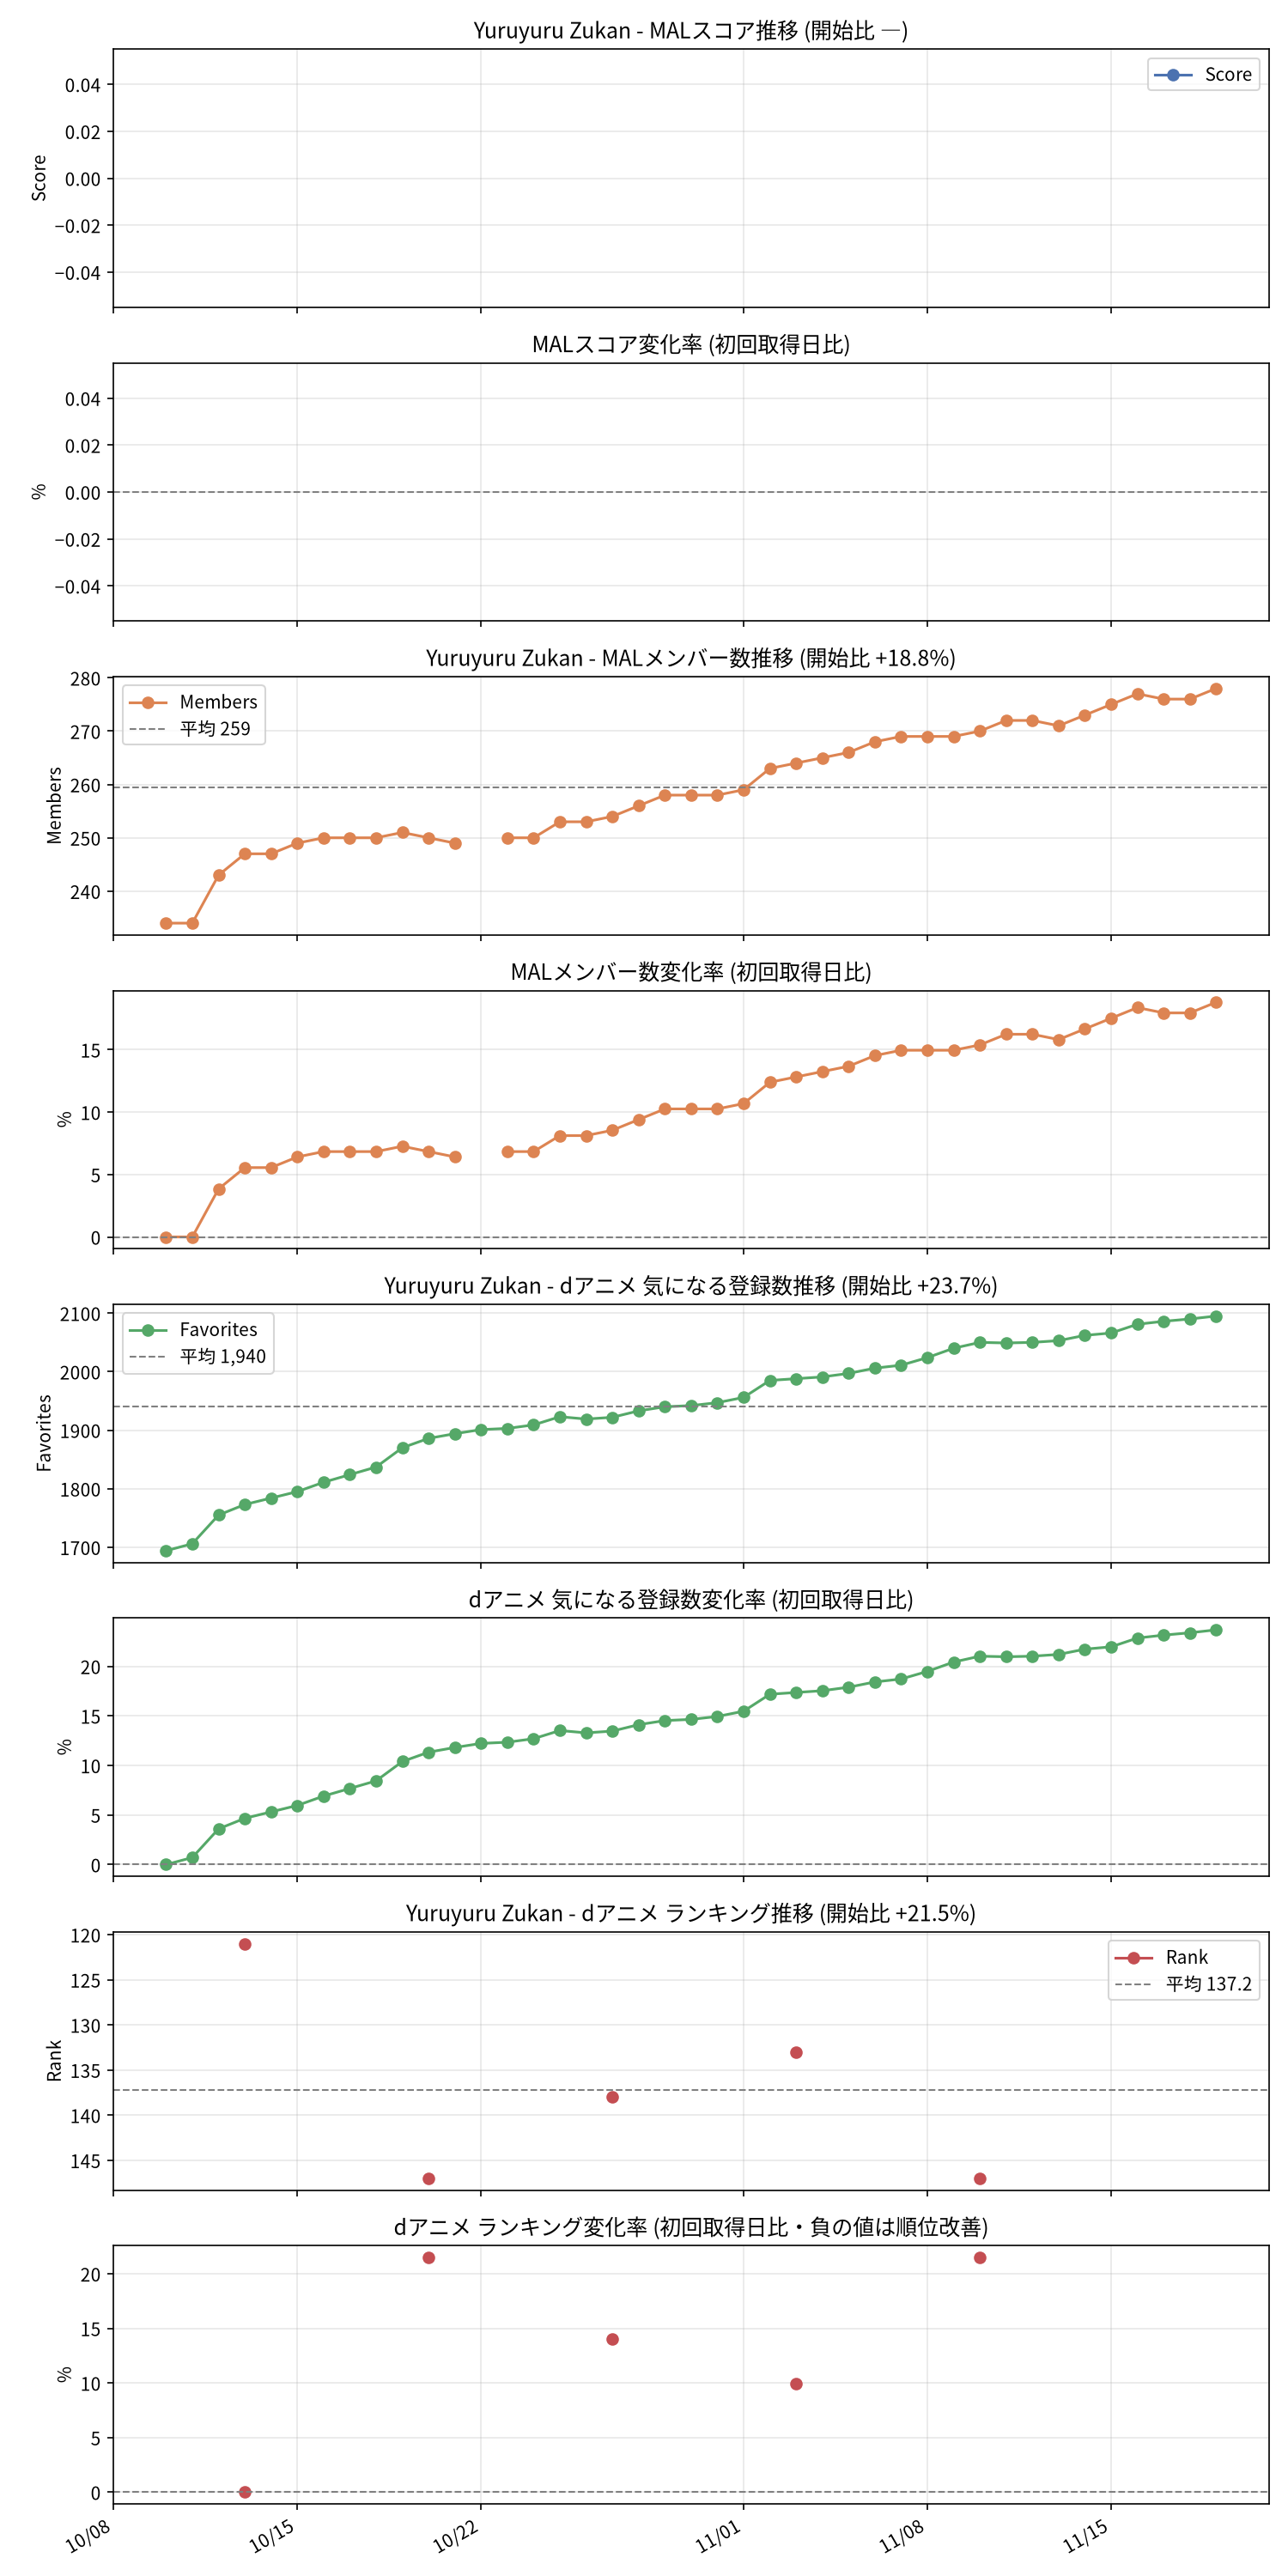 Yuruyuru Zukan - MALスコア推移 (開始比 —)
Score
0.04
0.02
0.00
−0.02
−0.04
Score
MALスコア変化率 (初回取得日比)
0.04
0.02
0.00
−0.02
−0.04
%
Yuruyuru Zukan - MALメンバー数推移 (開始比 +18.8%)
Members
平均 259
280
270
260
250
240
Members
MALメンバー数変化率 (初回取得日比)
15
10
5
0
%
Yuruyuru Zukan - dアニメ 気になる登録数推移 (開始比 +23.7%)
Favorites
平均 1,940
2100
2000
1900
1800
1700
Favorites
dアニメ 気になる登録数変化率 (初回取得日比)
20
15
10
5
0
%
Yuruyuru Zukan - dアニメ ランキング推移 (開始比 +21.5%)
Rank
平均 137.2
120
125
130
135
140
145
Rank
dアニメ ランキング変化率 (初回取得日比・負の値は順位改善)
20
15
10
5
0
%
10/08
10/15
10/22
11/01
11/08
11/15